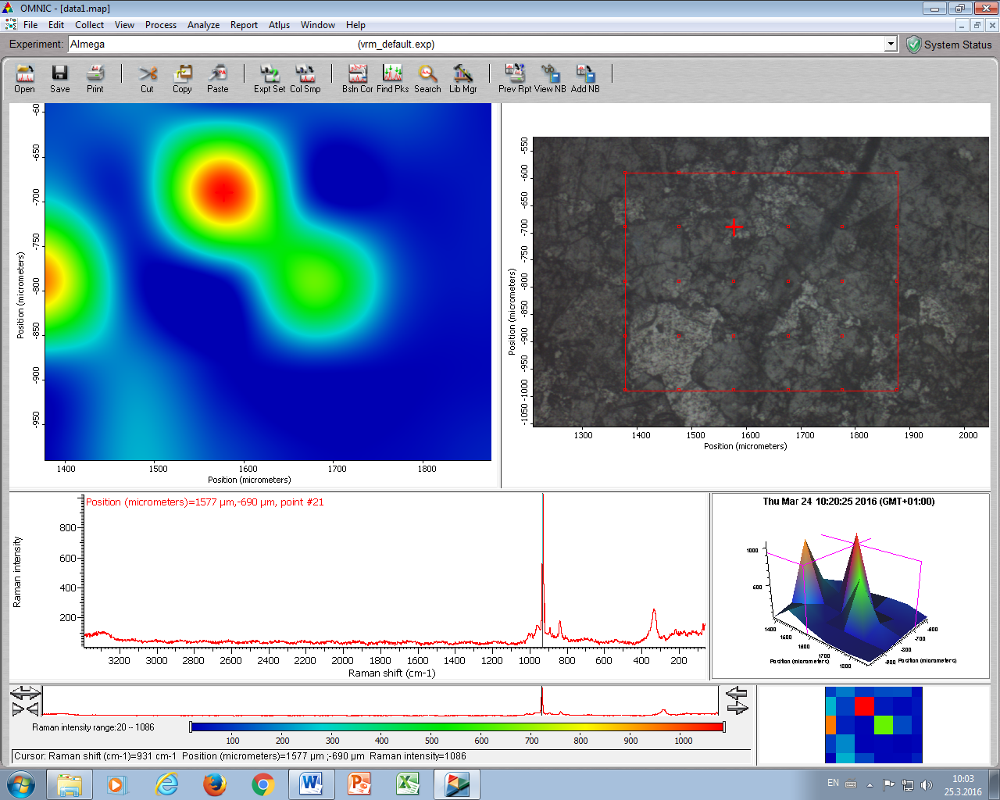 OMNIC - [data1.map]
File Edit Collect View Process Analyze Report Atlµs Window Help
Experiment: Almega (vrm_default.exp) System Status
Open Save Print Cut Copy Paste Expt Set Col Smp Bsln Cor Find Pks Search Lib Mgr Prev Rpt View NB Add NB
-60
-650
-700
-750
-800
-850
-900
-950
Position (micrometers)
1400 1500 1600 1700 1800
Position (micrometers)
-550
-600
-650
-700
-750
-800
-850
-900
-950
-1000
-1050
Position (micrometers)
1300 1400 1500 1600 1700 1800 1900 2000
Position (micrometers)
Position (micrometers)=1577 µm,-690 µm, point #21
800
600
400
200
Raman intensity
3200 3000 2800 2600 2400 2200 2000 1800 1600 1400 1200 1000 800 600 400 200
Raman shift (cm-1)
Thu Mar 24 10:20:25 2016 (GMT+01:00)
1000
600
1400
1500
1600
1700
1800
Position (micrometers)
-600
-700
-800
-900
Position (micrometers)
Raman intensity range:20 -- 1086
100 200 300 400 500 600 700 800 900 1000
Cursor: Raman shift (cm-1)=931 cm-1 Position (micrometers)=1577 µm ;-690 µm Raman intensity=1086
EN
10:03
25.3.2016